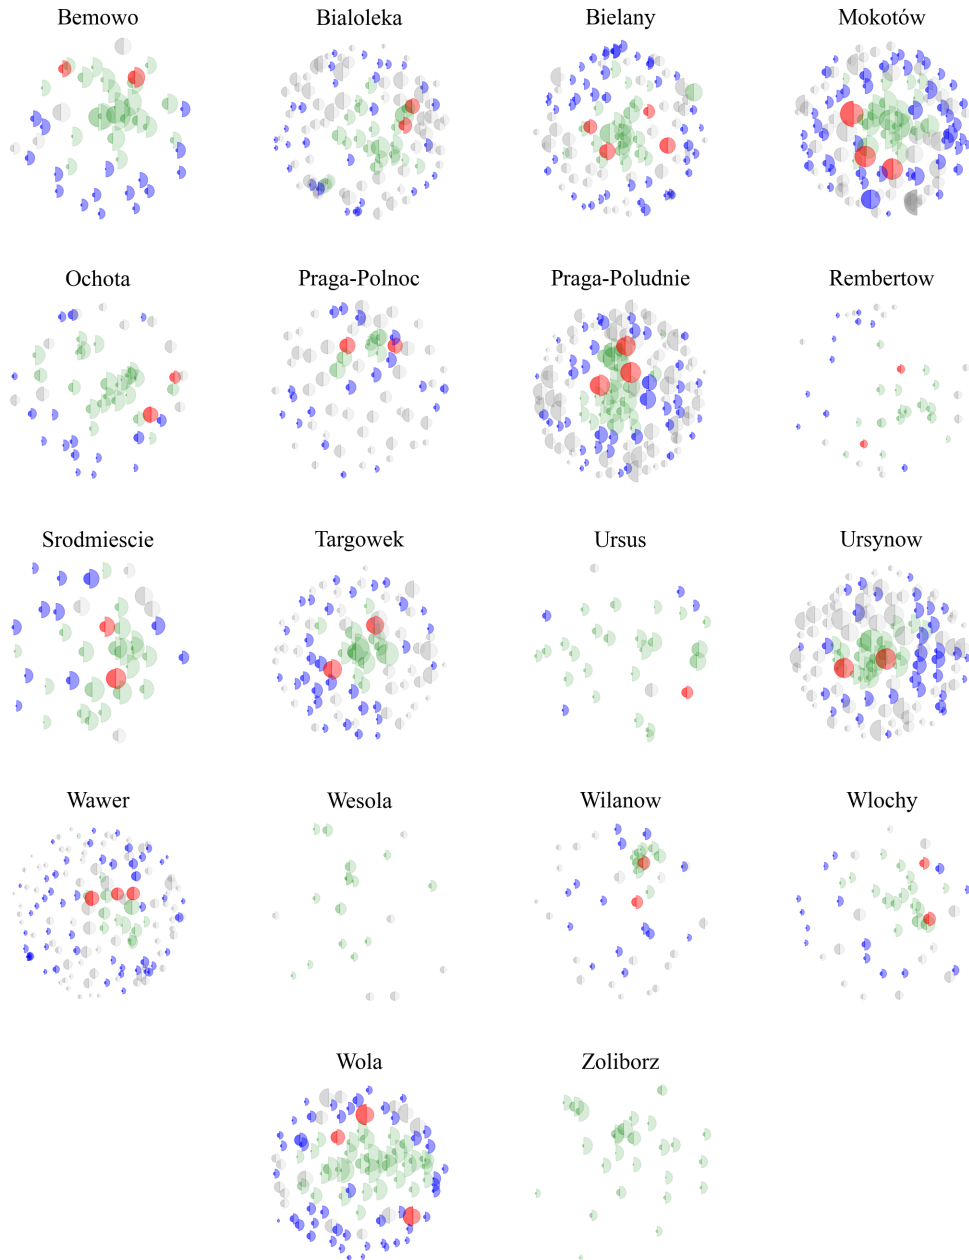 Bemowo
Bialoleka
Bielany
Mokotów
Ochota
Praga-Polnoc
Praga-Poludnie
Rembertow
Srodmiescie
Targowek
Ursus
Ursynow
Wawer
Wesola
Wilanow
Wlochy
Wola
Zoliborz